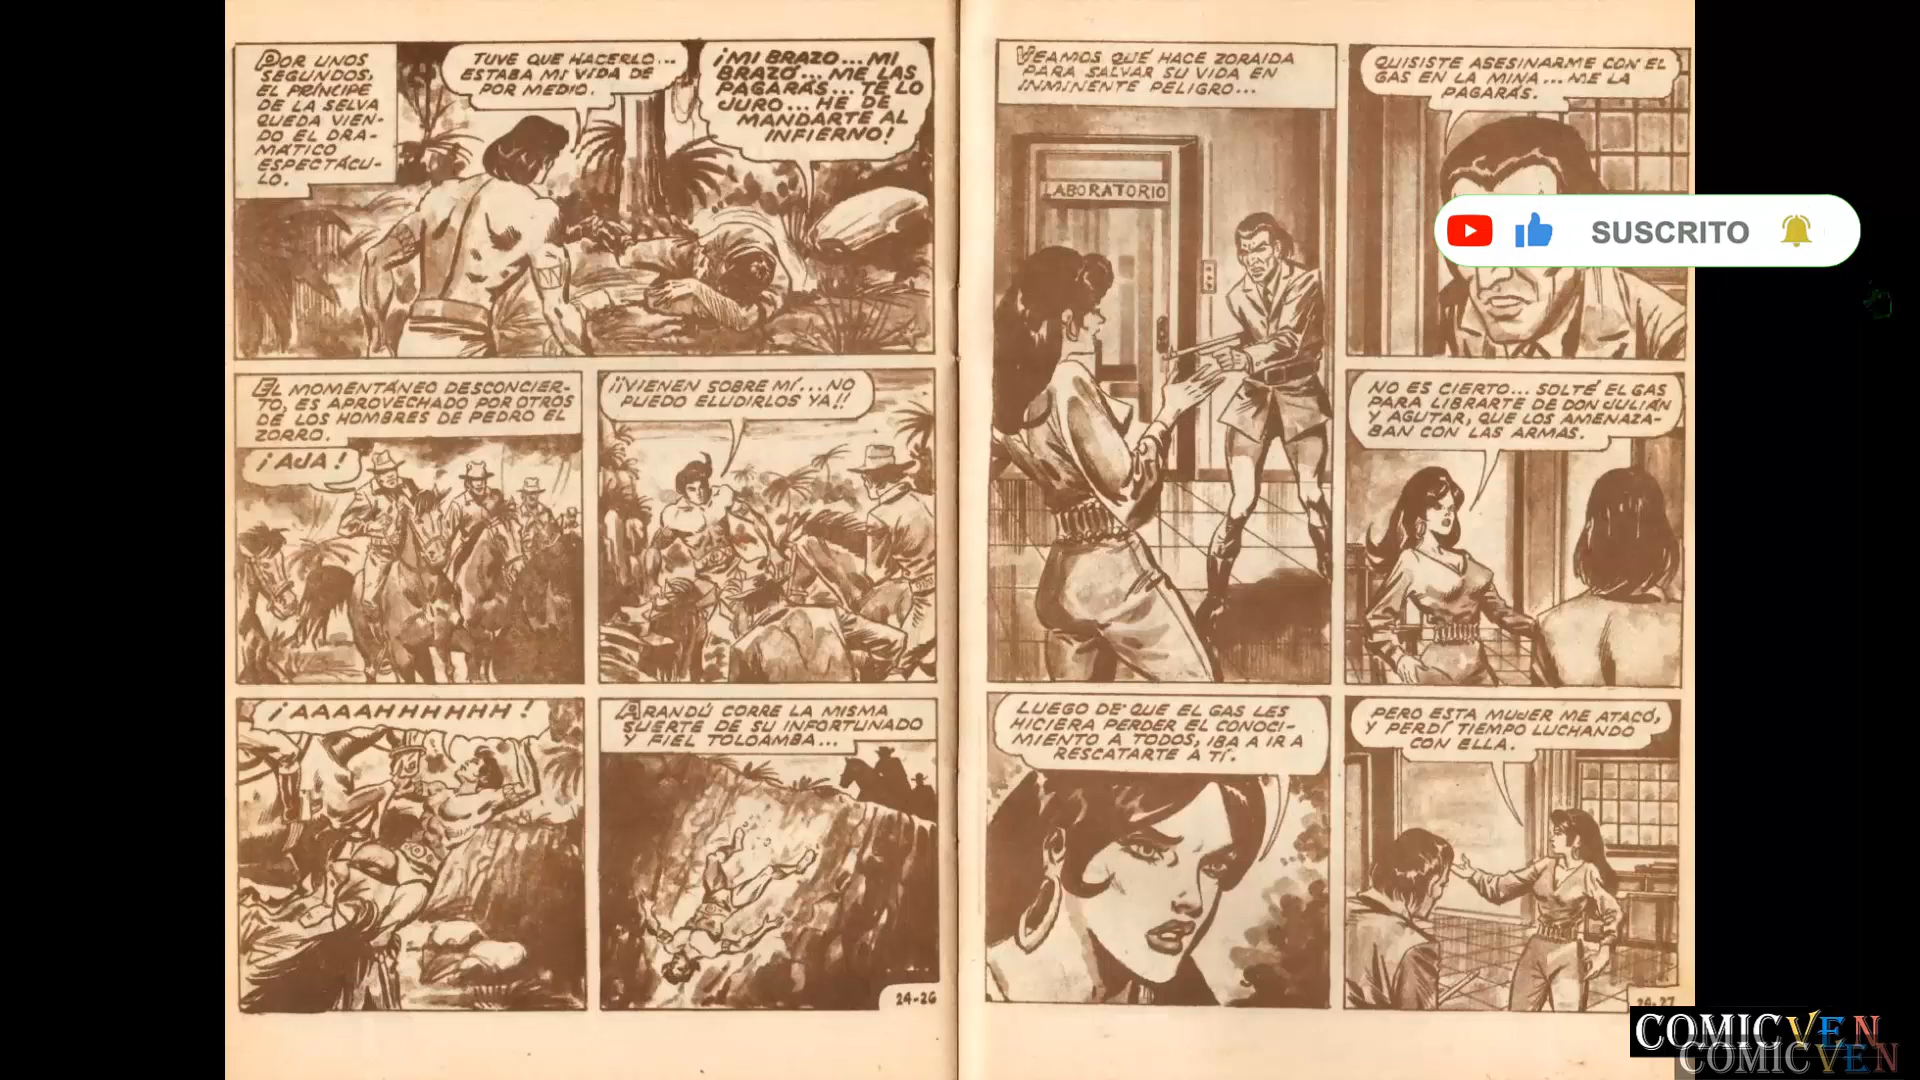 POR UNOS
SEGUNDOS,
EL PRÍNCIPE
DE LA SELVA
QUEDA VIEN-
DO EL DRA-
MÁTICO
ESPECTÁCU-
LO.
TUVE QUE HACERLO...
ESTABA MI VIDA DE
POR MEDIO.
¡MI BRAZO... MI
BRAZO... ME LAS
PAGARÁS... TE LO
JURO... HE DE
MANDARTE AL
INFIERNO!
EL MOMENTÁNEO DESCONCIER-
TO, ES APROVECHADO POR OTROS
DE LOS HOMBRES DE PEDRO EL
ZORRO.
¡AJA!
¡¡VIENEN SOBRE MÍ... NO
PUEDO ELUDIRLOS YA!!
¡AAAAHHHHHH!
ARANDÚ CORRE LA MISMA
SUERTE DE SU INFORTUNADO
Y FIEL TOLOAMBA...
24-26
VEAMOS QUÉ HACE ZORAIDA
PARA SALVAR SU VIDA EN
INMINENTE PELIGRO...
LABORATORIO
QUISISTE ASESINARME CON EL
GAS EN LA MINA... ME LA
PAGARÁS.
NO ES CIERTO... SOLTÉ EL GAS
PARA LIBRARTE DE DON JULIÁN
Y AGUTAR, QUE LOS AMENAZA-
BAN CON LAS ARMAS.
LUEGO DE QUE EL GAS LES
HICIERA PERDER EL CONOCI-
MIENTO A TODOS, IBA A IR A
RESCATARTE A TÍ.
PERO ESTA MUJER ME ATACÓ,
Y PERDÍ TIEMPO LUCHANDO
CON ELLA.
24-27
SUSCRITO
COMICVEN
COMICVEN